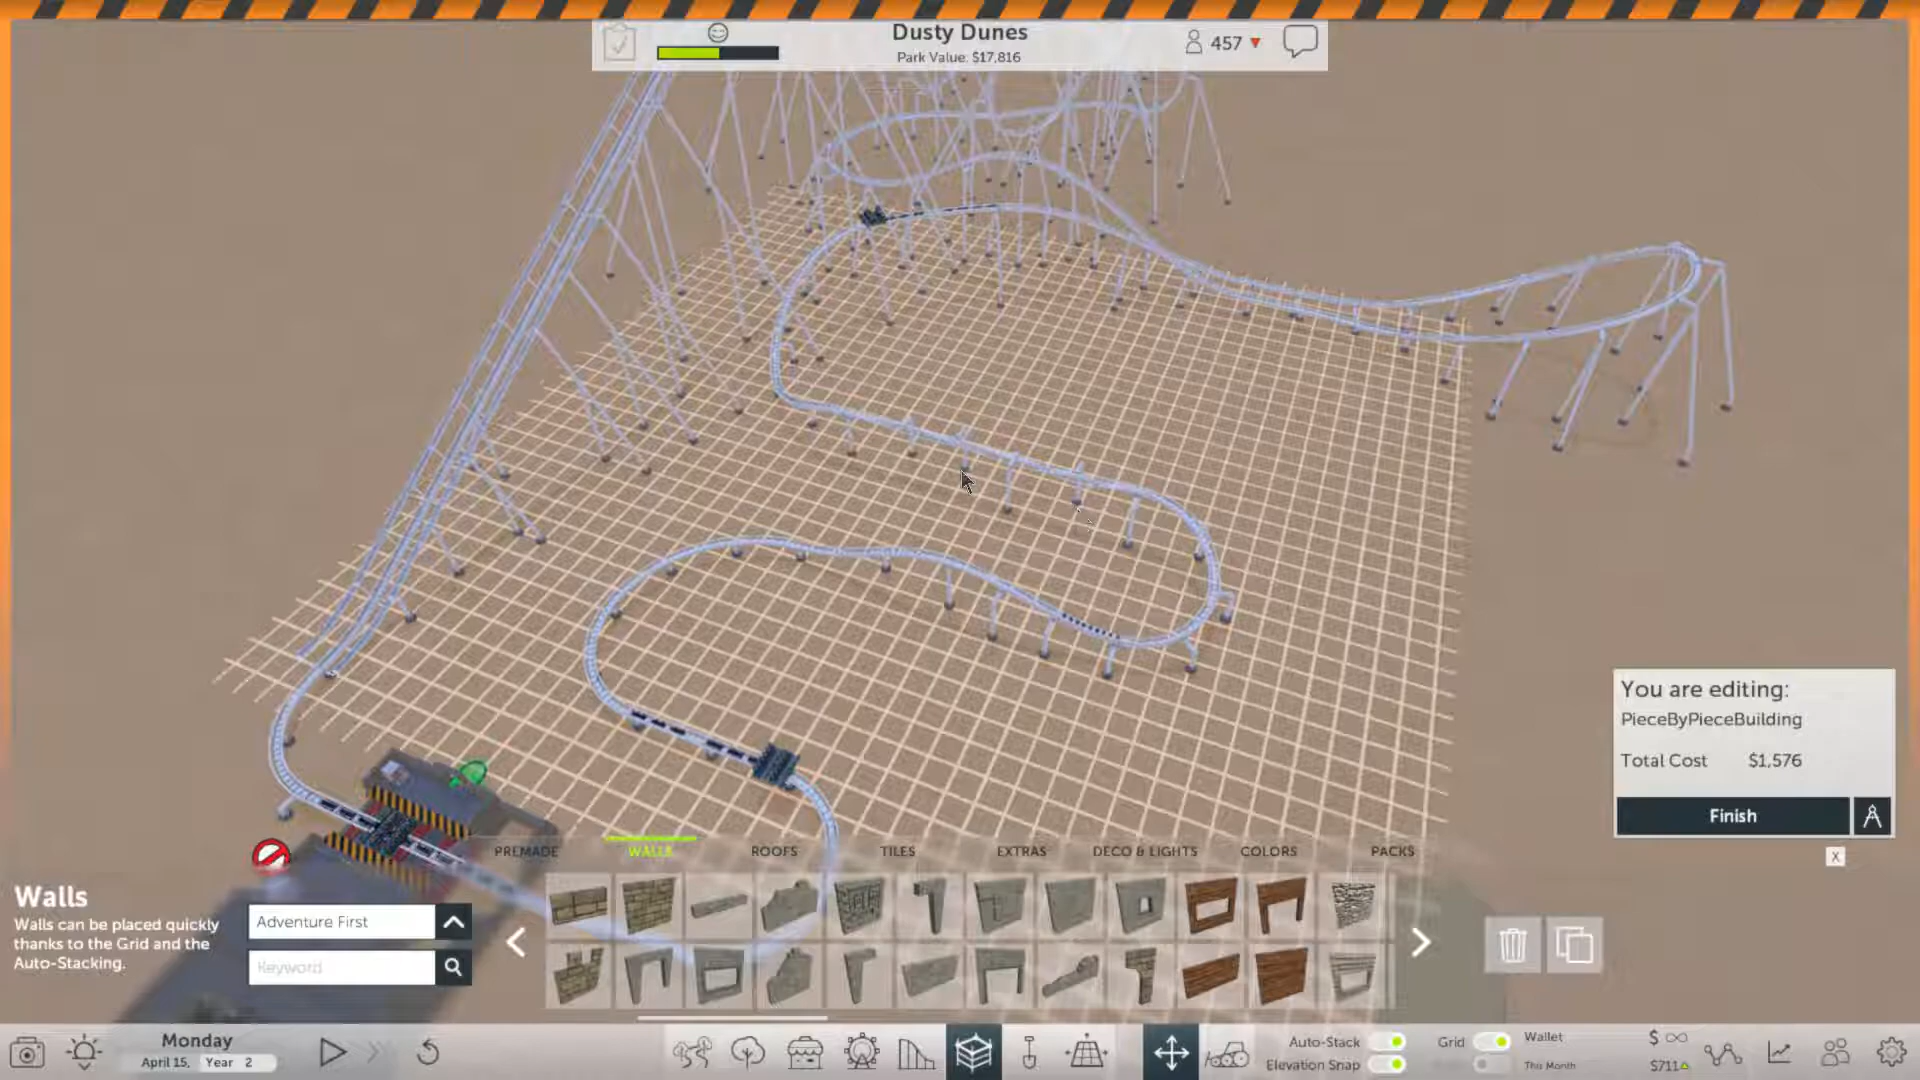 Dusty Dunes
Park Value: $17,816
457
You are editing:
PieceByPieceBuilding
Total Cost $1,576
Finish
X
PREMADE WALLS ROOFS TILES EXTRAS DECO & LIGHTS COLORS PACKS
Walls
Walls can be placed quickly
thanks to the Grid and the
Auto-Stacking.
Adventure First
Keyword
Monday
April 15, Year 2
Auto-Stack
Elevation Snap
Grid
Wallet $ ∞
This Month $711